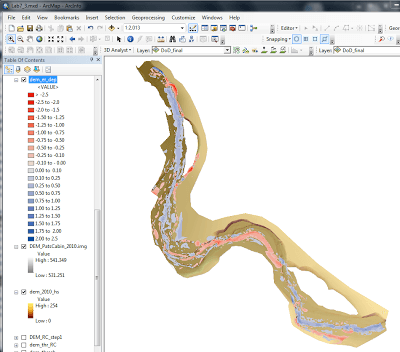 Lab7_3.mxd - ArcMap - ArcInfo
File Edit View Bookmarks Insert Selection Geoprocessing Customize Windows Help
1:2,013
Editor
Snapping
3D Analyst
Layer:
DoD_final
Layer:
DoD_final
Table Of Contents
dem_er_dep
<VALUE>
> -2.5
-2.5 to -2.0
-2.0 to -1.50
-1.50 to -1.25
-1.25 to -1.00
-1.00 to -0.75
-0.75 to -0.50
-0.50 to -0.25
-0.25 to -0.10
-0.10 - 0.00
0.00 to 0.10
0.10 to 0.25
0.25 to 0.50
0.50 to 0.75
0.75 to 1.00
1.00 to 1.25
1.25 to 1.50
1.50 to 1.75
1.75 to 2.00
2.00 to 2.5
DEM_PatsCabin_2010.img
Value
High : 541.349
Low : 531.251
dem_2010_hs
Value
High : 254
Low : 0
DEM_RC_step1
dem_thr_RC